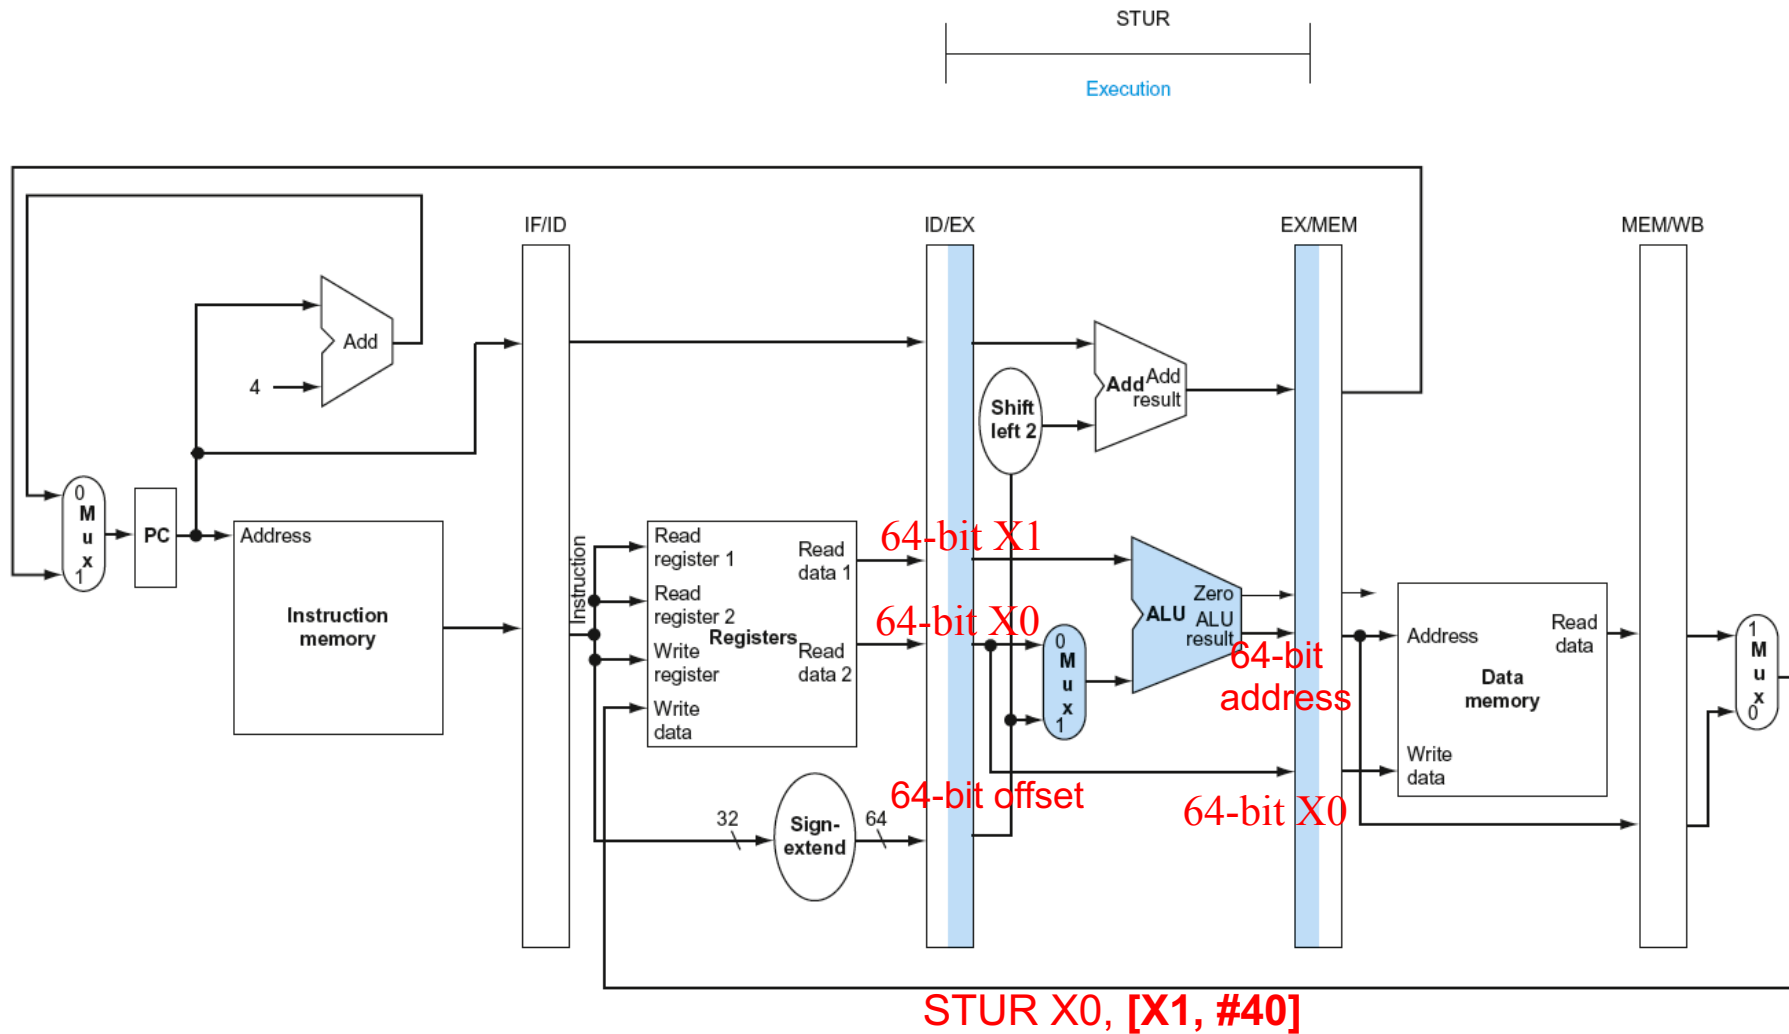 STUR
Execution
IF/ID
ID/EX
EX/MEM
MEM/WB
Add
4
Shift
left 2
Add
Add
result
0
M
u
x
1
PC
Address
Instruction
memory
Instruction
Read
register 1
Read
register 2
Write
register
Write
data
Registers
Read
data 1
Read
data 2
64-bit X1
64-bit X0
0
M
u
x
1
Zero
ALU
ALU
result
64-bit
address
Address
Read
data
Data
memory
Write
data
1
M
u
x
0
64-bit offset
64-bit X0
32
Sign-
extend
64
STUR X0, [X1, #40]